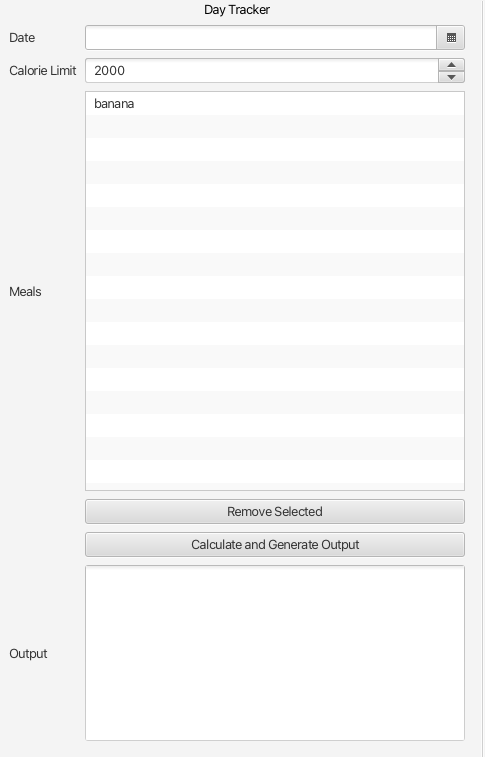 Day Tracker
Date
Calorie Limit 2000
banana
Meals
Remove Selected
Calculate and Generate Output
Output